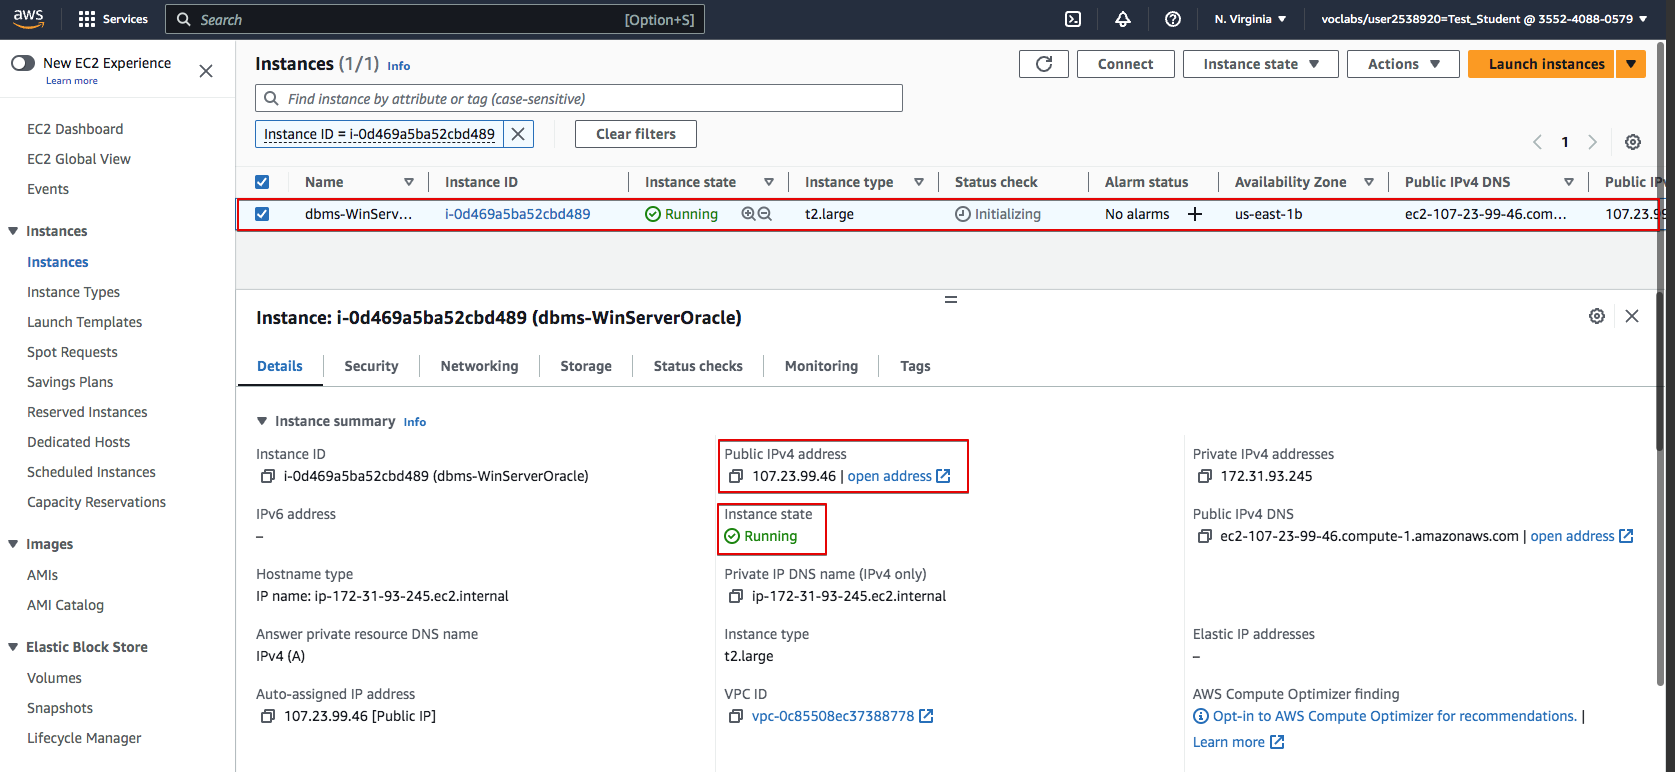 aws
Services
Search
[Option+S]
N. Virginia
voclabs/user2538920=Test_Student @ 3552-4088-0579
New EC2 Experience
Learn more
EC2 Dashboard
EC2 Global View
Events
Instances
Instances
Instance Types
Launch Templates
Spot Requests
Savings Plans
Reserved Instances
Dedicated Hosts
Scheduled Instances
Capacity Reservations
Images
AMIs
AMI Catalog
Elastic Block Store
Volumes
Snapshots
Lifecycle Manager
Instances (1/1) Info
Connect
Instance state
Actions
Launch instances
Find instance by attribute or tag (case-sensitive)
Instance ID = i-0d469a5ba52cbd489
Clear filters
1
Name Instance ID Instance state Instance type Status check Alarm status Availability Zone Public IPv4 DNS Public IP
dbms-WinServ... i-0d469a5ba52cbd489 Running t2.large Initializing No alarms us-east-1b ec2-107-23-99-46.com... 107.23.99
Instance: i-0d469a5ba52cbd489 (dbms-WinServerOracle)
Details Security Networking Storage Status checks Monitoring Tags
Instance summary Info
Instance ID
i-0d469a5ba52cbd489 (dbms-WinServerOracle)
Public IPv4 address
107.23.99.46 | open address
Private IPv4 addresses
172.31.93.245
IPv6 address
–
Instance state
Running
Public IPv4 DNS
ec2-107-23-99-46.compute-1.amazonaws.com | open address
Hostname type
IP name: ip-172-31-93-245.ec2.internal
Private IP DNS name (IPv4 only)
ip-172-31-93-245.ec2.internal
Answer private resource DNS name
IPv4 (A)
Instance type
t2.large
Elastic IP addresses
–
Auto-assigned IP address
107.23.99.46 [Public IP]
VPC ID
vpc-0c85508ec37388778
AWS Compute Optimizer finding
Opt-in to AWS Compute Optimizer for recommendations. |
Learn more